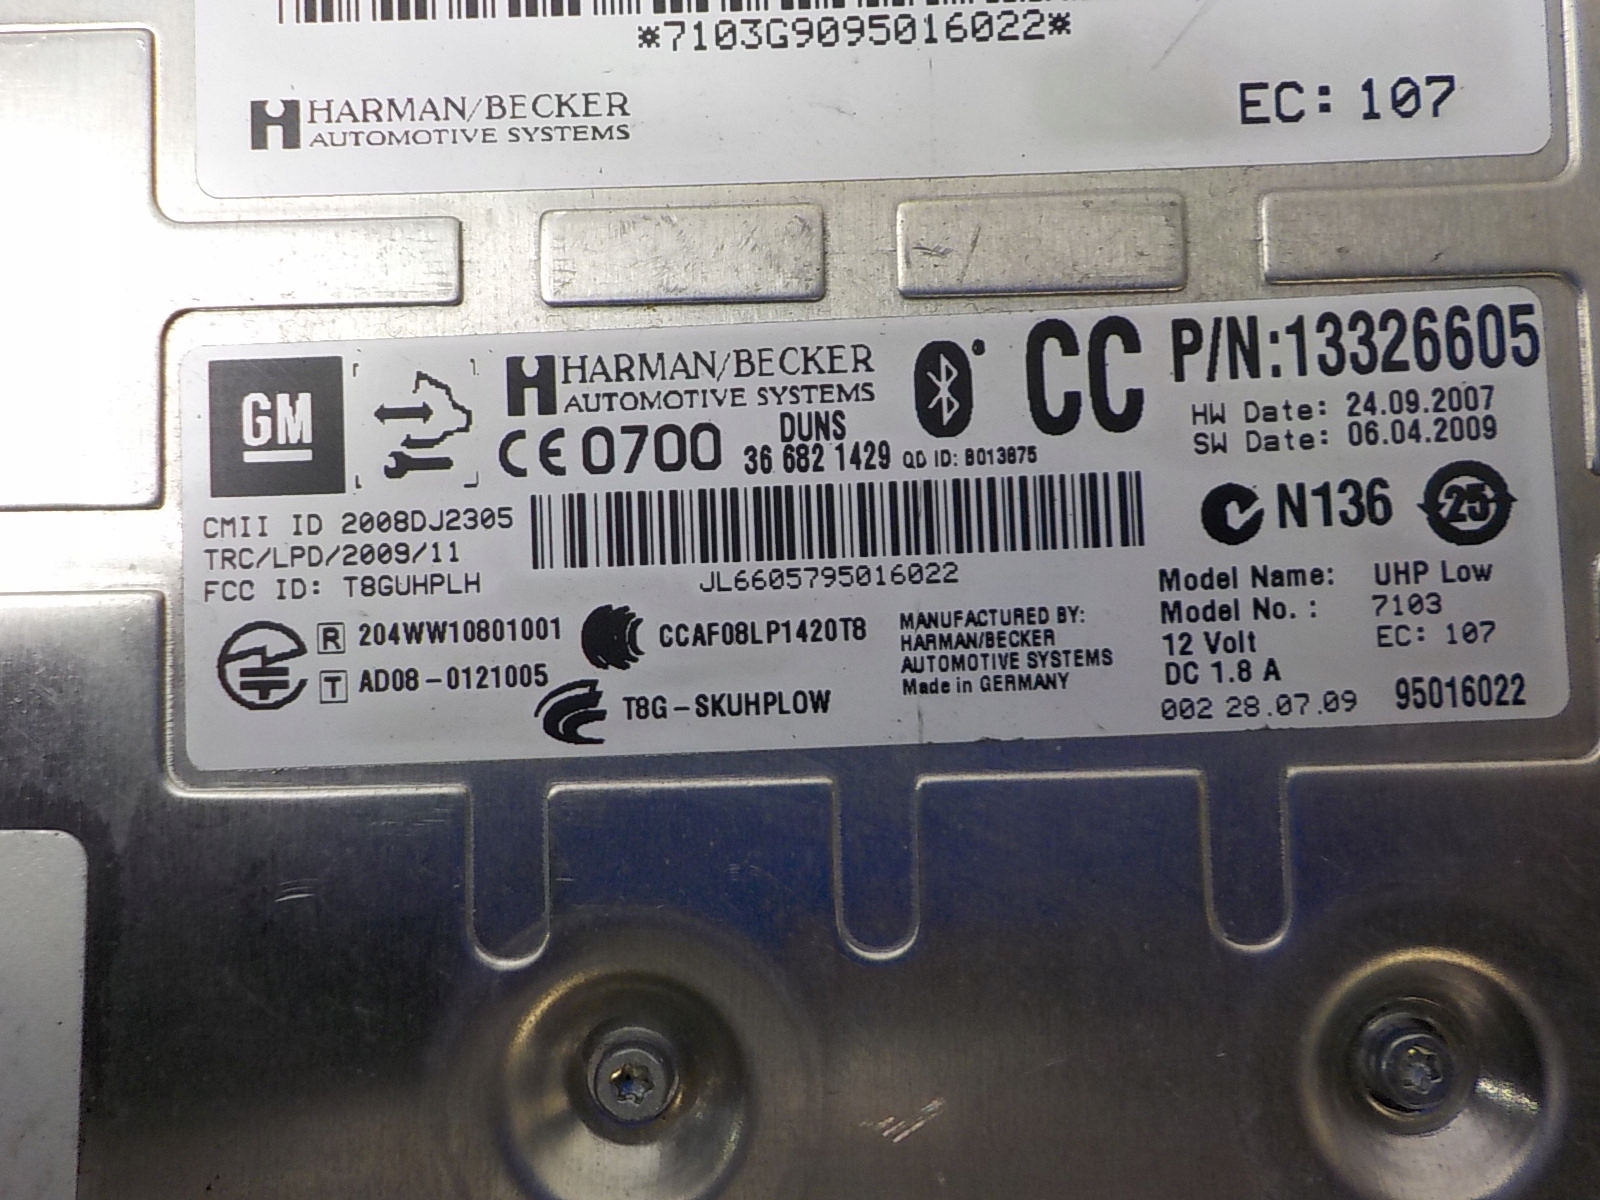 *7103G9095016022*
HARMAN/BECKER
AUTOMOTIVE SYSTEMS
EC: 107
GM
HARMAN/BECKER
AUTOMOTIVE SYSTEMS
CC
P/N:13326605
HW Date: 24.09.2007
SW Date: 06.04.2009
CE 0700
DUNS
36 682 1429
QD ID: B013875
N136
25
CMII ID 2008DJ2305
TRC/LPD/2009/11
FCC ID: T8GUHPLH
JL6605795016022
R 204WW10801001
T AD08-0121005
CCAF08LP1420T8
T8G-SKUHPLOW
MANUFACTURED BY:
HARMAN/BECKER
AUTOMOTIVE SYSTEMS
Made in GERMANY
Model Name: UHP Low
Model No. : 7103
12 Volt EC: 107
DC 1.8 A
002 28.07.09 95016022